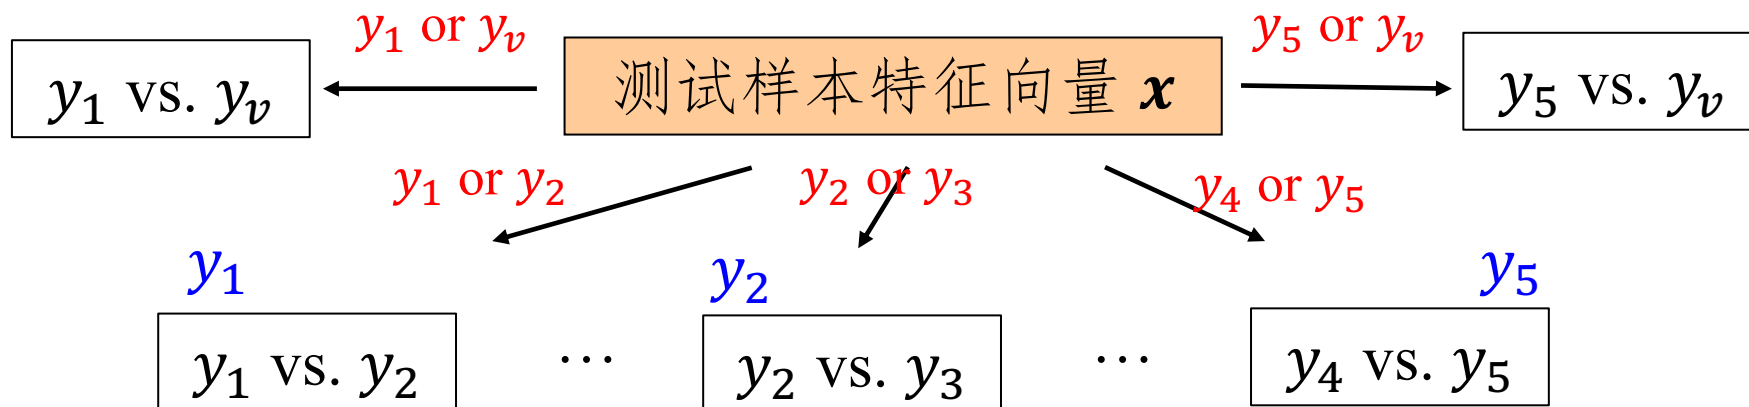 y₁ or yᵥ
测试样本特征向量 x
y₅ or yᵥ
y₁ vs. yᵥ
y₅ vs. yᵥ
y₁ or y₂
y₂ or y₃
y₄ or y₅
y₁
y₂
y₅
y₁ vs. y₂
…
y₂ vs. y₃
…
y₄ vs. y₅